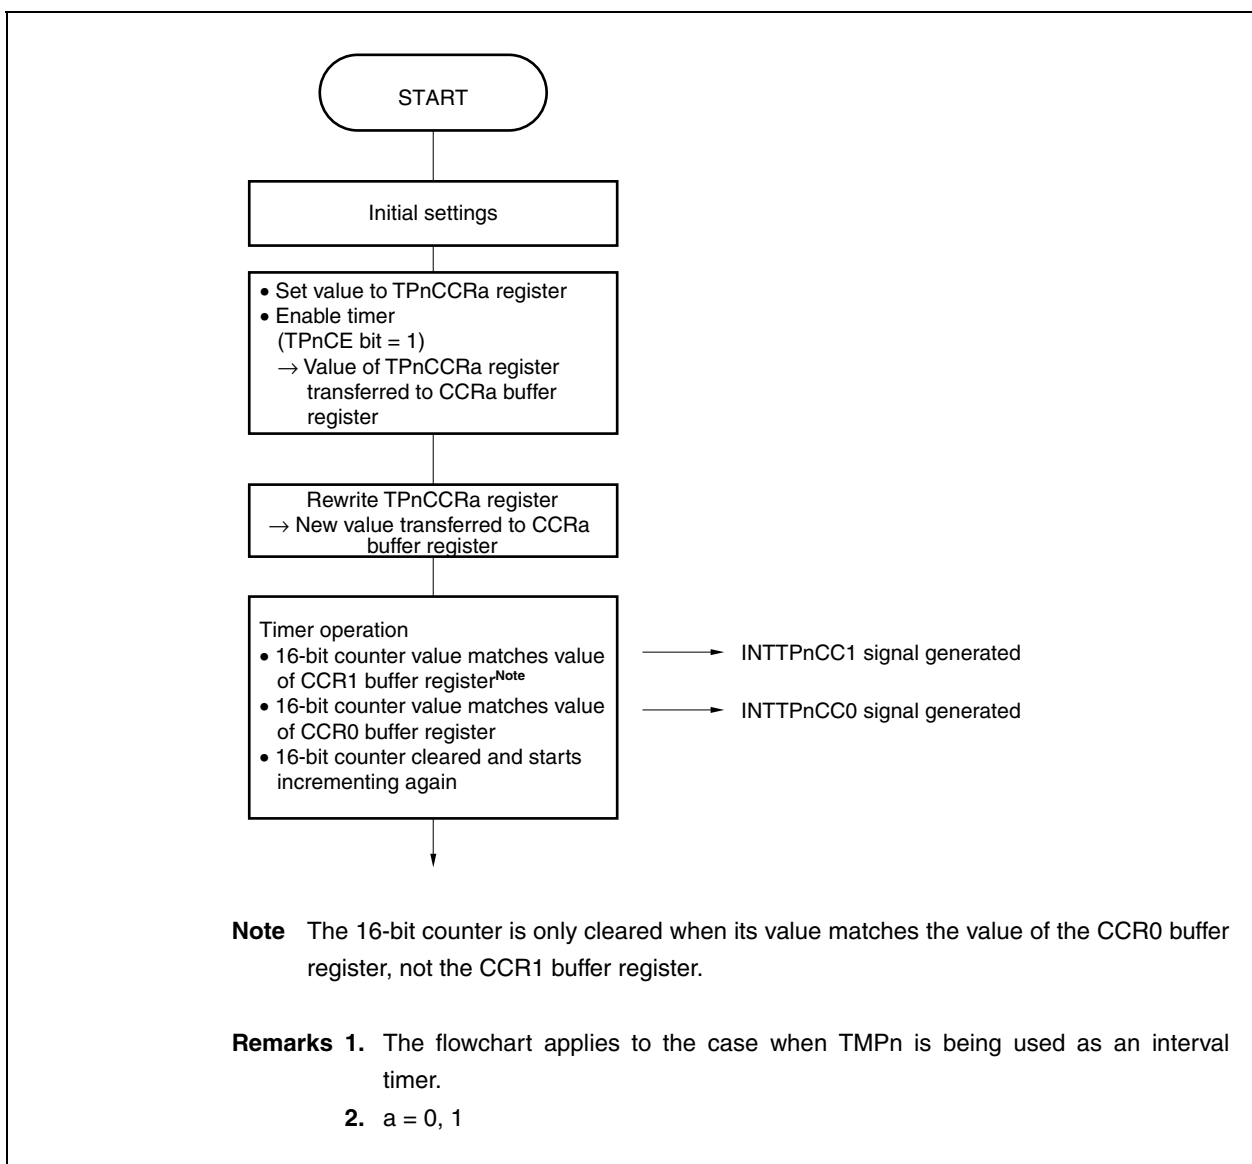 START
Initial settings
• Set value to TPnCCRa register
• Enable timer
(TPnCE bit = 1)
→ Value of TPnCCRa register
transferred to CCRa buffer
register
Rewrite TPnCCRa register
→ New value transferred to CCRa
buffer register
Timer operation
• 16-bit counter value matches value
of CCR1 buffer registerNote
• 16-bit counter value matches value
of CCR0 buffer register
• 16-bit counter cleared and starts
incrementing again
INTTPnCC1 signal generated
INTTPnCC0 signal generated
Note The 16-bit counter is only cleared when its value matches the value of the CCR0 buffer
register, not the CCR1 buffer register.
Remarks 1. The flowchart applies to the case when TMPn is being used as an interval
timer.
2. a = 0, 1